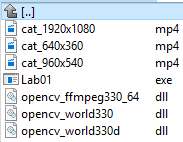 [..]
cat_1920x1080 mp4
cat_640x360 mp4
cat_960x540 mp4
Lab01 exe
opencv_ffmpeg330_64 dll
opencv_world330 dll
opencv_world330d dll